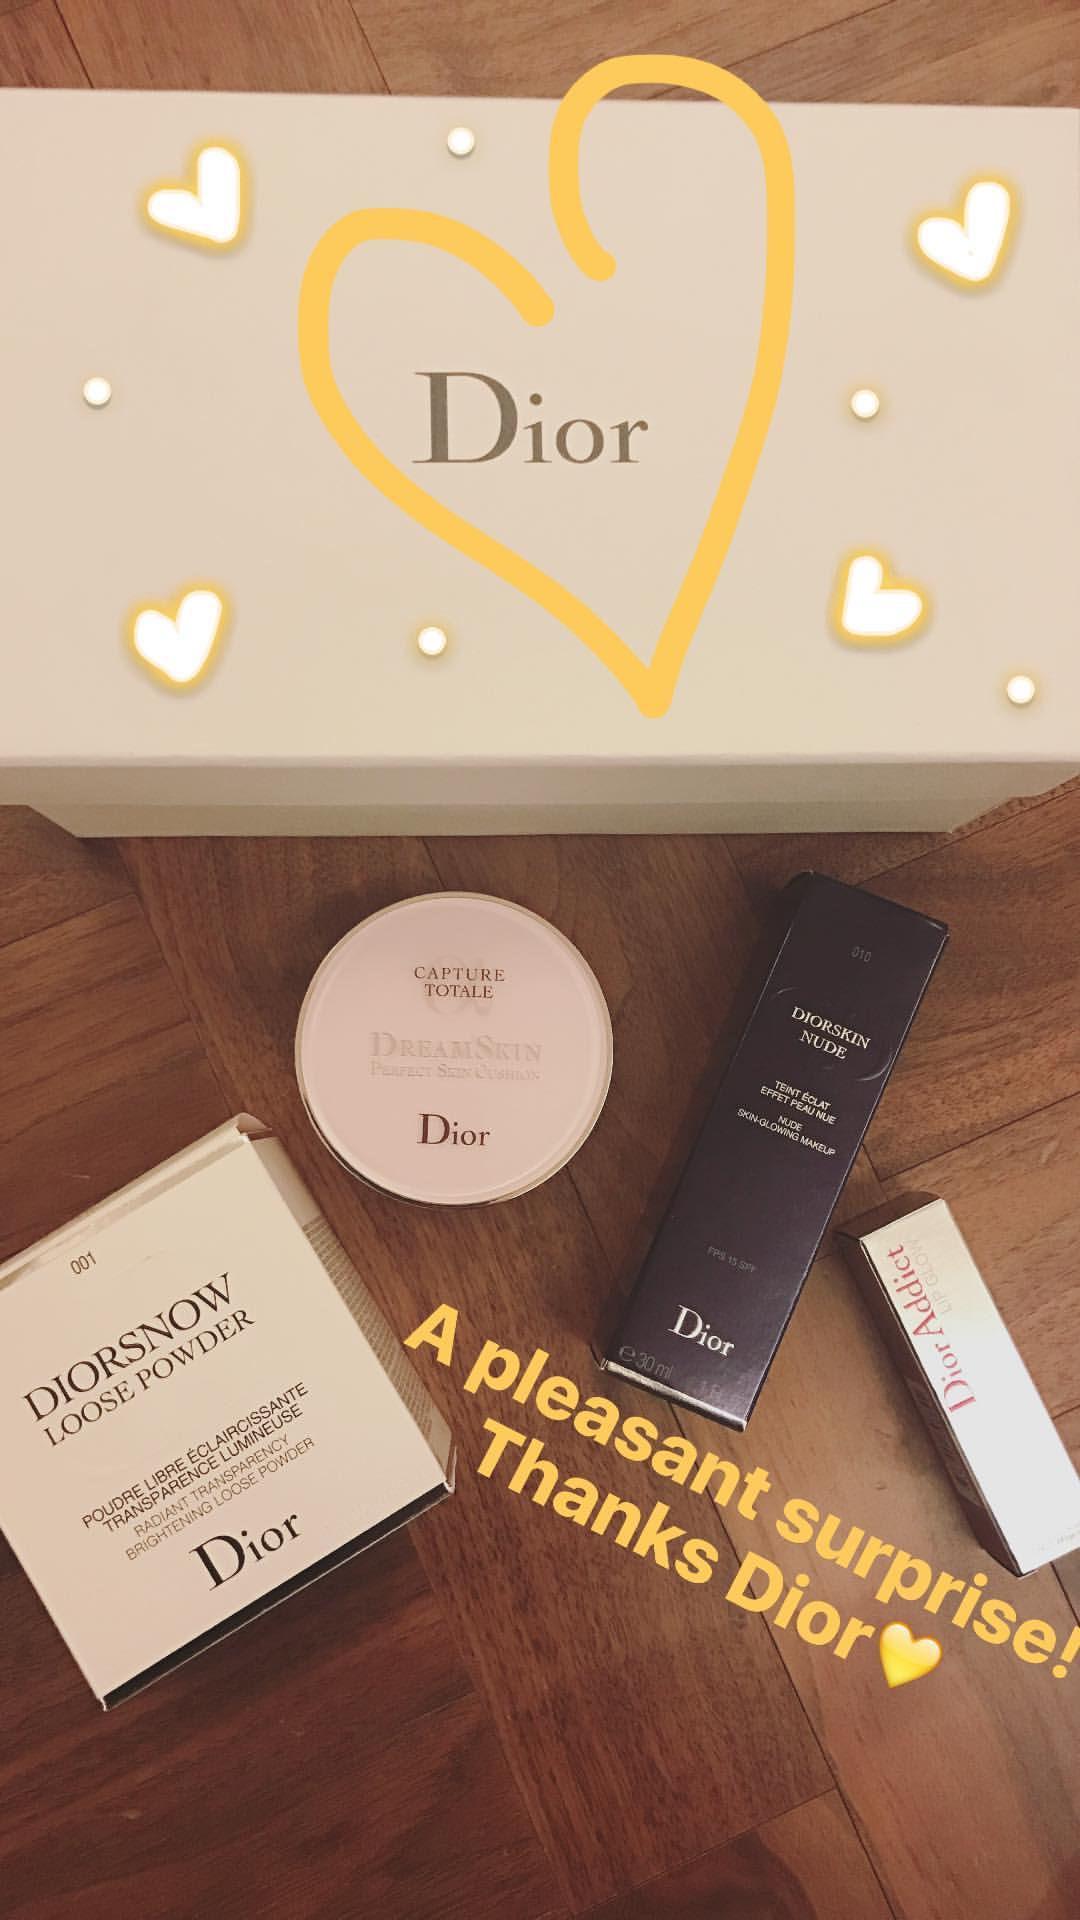 Dior
CAPTURE
TOTALE
DREAMSKIN
PERFECT SKIN CUSHION
Dior
010
DIORSKIN
NUDE
TEINT ÉCLAT
EFFET PEAU NUE
NUDE
SKIN-GLOWING MAKEUP
FPS 15 SPF
Dior
℮ 30 ml
Dior Addict
LIP GLOW
001
DIORSNOW
LOOSE POWDER
POUDRE LIBRE ÉCLAIRCISSANTE
TRANSPARENCE LUMINEUSE
RADIANT TRANSPARENCY
BRIGHTENING LOOSE POWDER
Dior
A pleasant surprise!
Thanks Dior💛